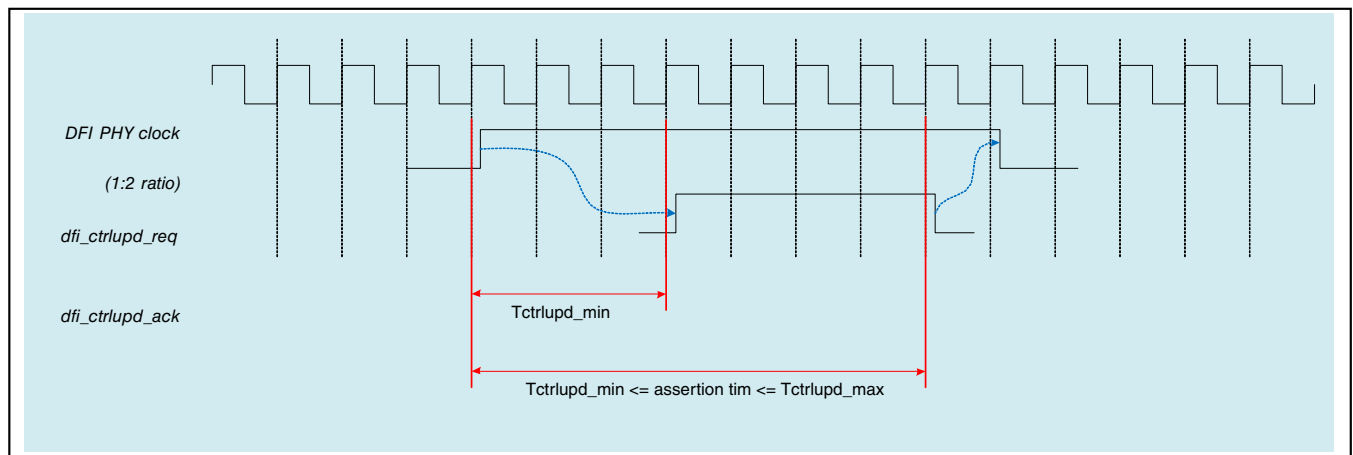 DFI PHY clock
(1:2 ratio)
dfi_ctrlupd_req
dfi_ctrlupd_ack
Tctrlupd_min
Tctrlupd_min <= assertion tim <= Tctrlupd_max